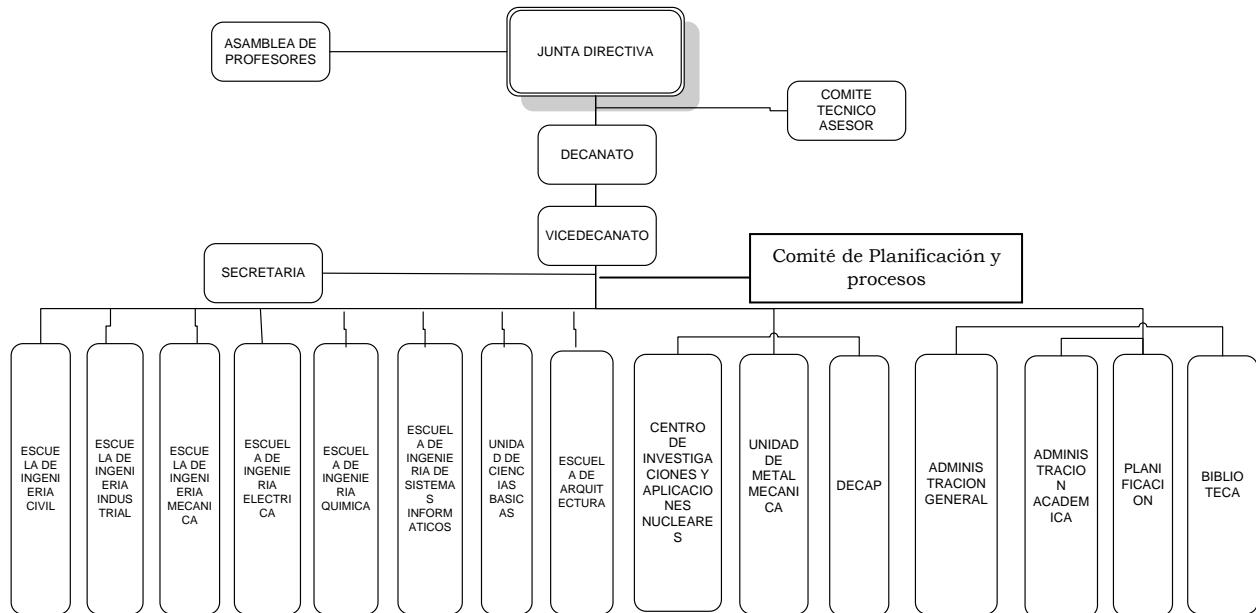 ASAMBLEA DE
PROFESORES
JUNTA DIRECTIVA
COMITE
TECNICO
ASESOR
DECANATO
VICEDECANATO
SECRETARIA
Comité de Planificación y
procesos
ESCUE
LA DE
INGENI
ERIA
CIVIL
ESCUE
LA DE
INGENI
ERIA
INDUS
TRIAL
ESCUE
LA DE
INGENI
ERIA
MECANI
CA
ESCUEL
A DE
INGENIE
RIA
ELECTRI
CA
ESCUEL
A DE
INGENIE
RIA
QUIMICA
ESCUEL
A DE
INGENIE
RIA DE
SISTEMA
S
INFORM
ATICOS
UNIDA
D DE
CIENC
IAS
BASIC
AS
ESCUE
LA DE
ARQUIT
ECTURA
CENTRO
DE
INVESTIGA
CIONES Y
APLICACIO
NES
NUCLEARE
S
UNIDAD
DE
METAL
MECANI
CA
DECAP
ADMINIS
TRACION
GENERAL
ADMINI
STRACIO
N
ACADEM
ICA
PLANI
FICACI
ON
BIBLIO
TECA